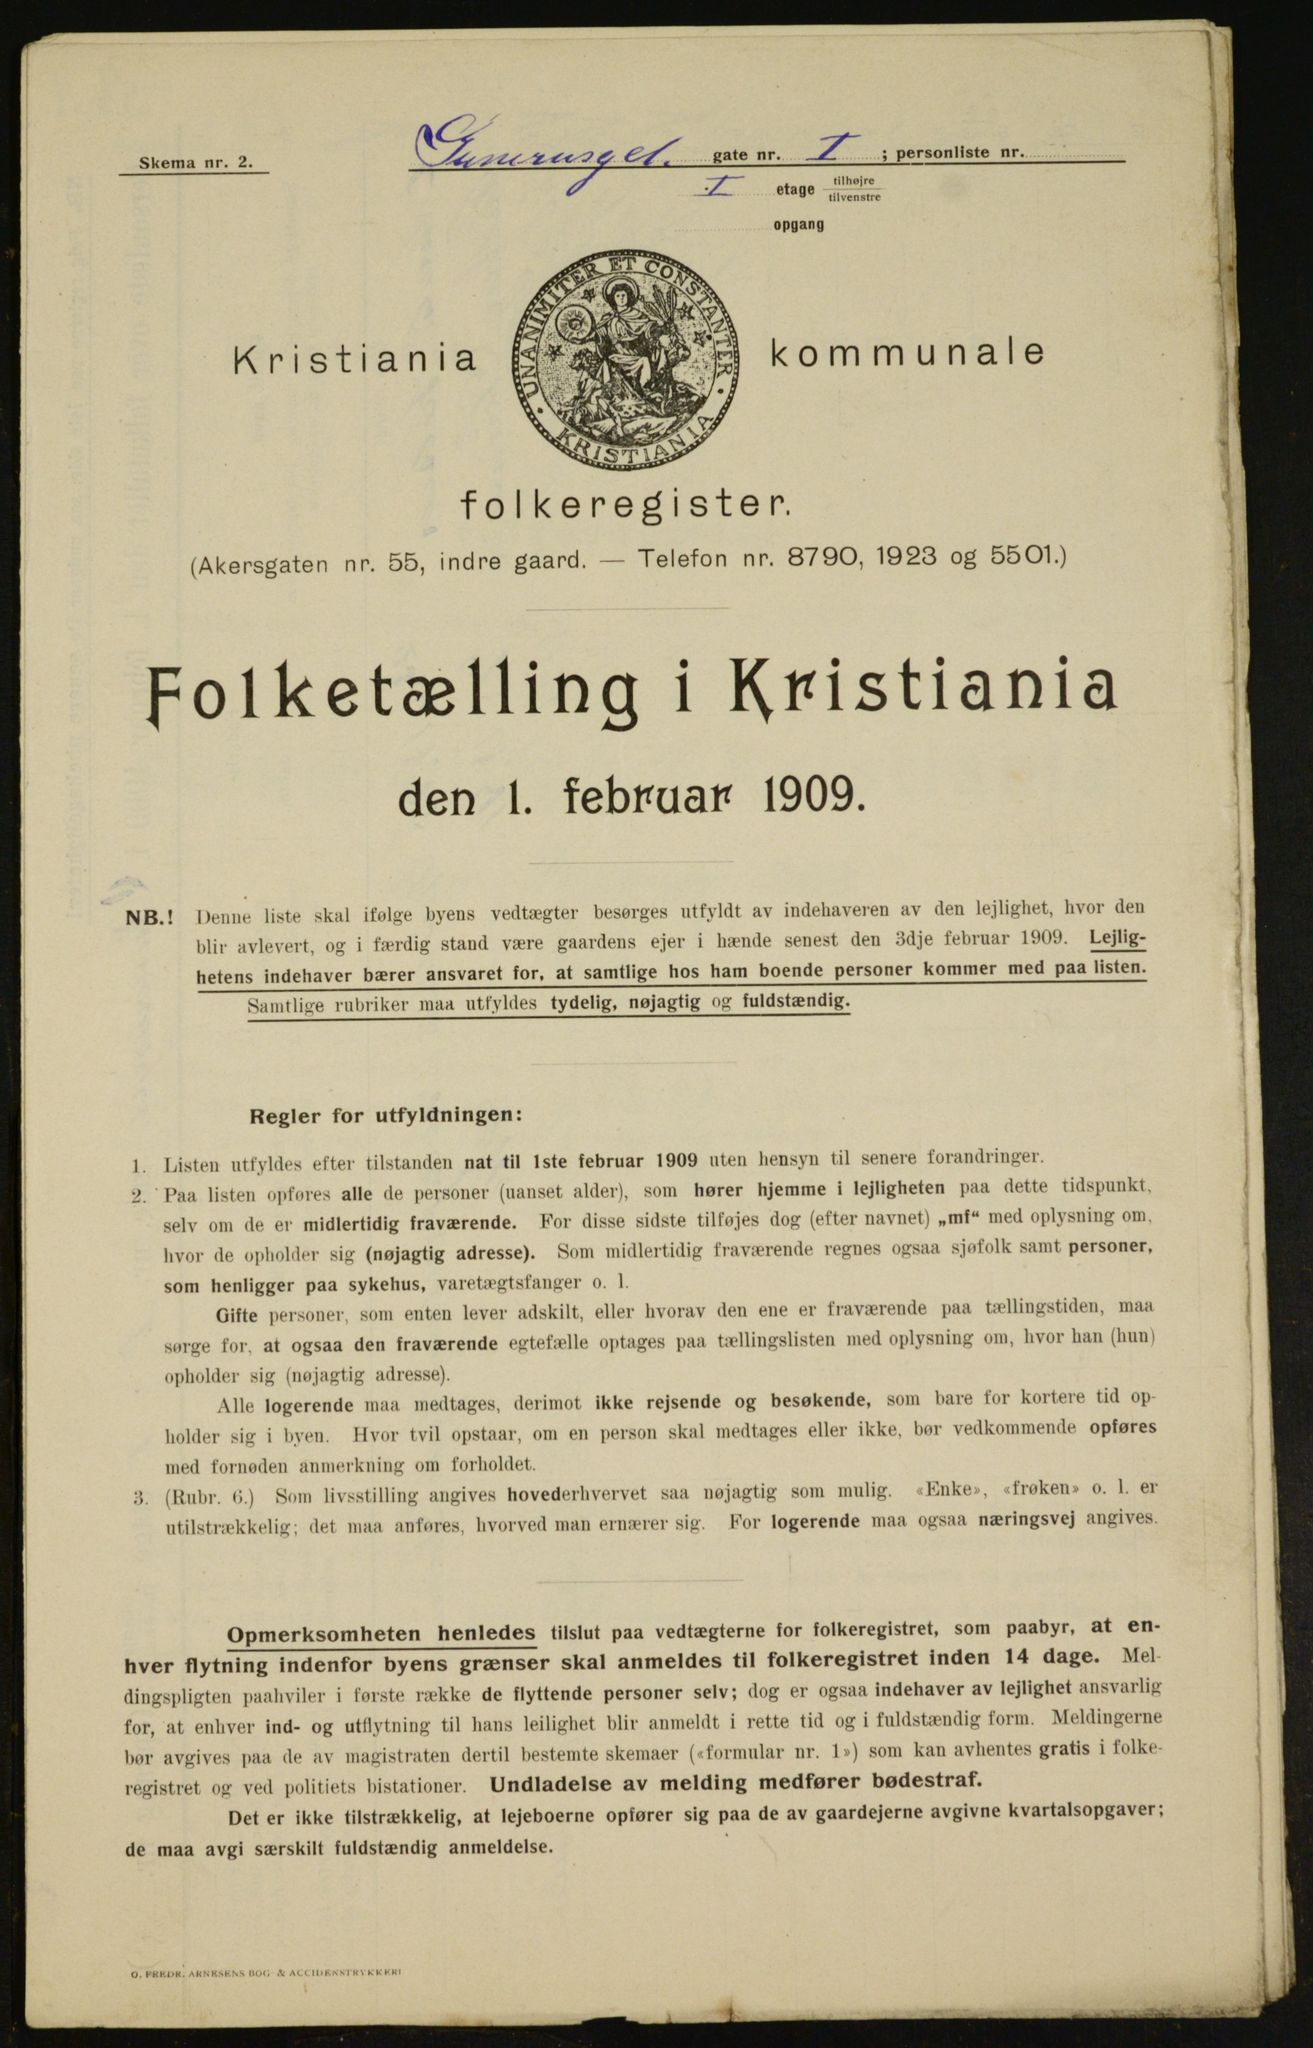 Skema nr. 2.
gate nr. I ; personliste nr.
I etage tilhøjre
tilvenstre
opgang
Kristiania kommunale
UNANIMITER ET CONSTANTER
KRISTIANIA
folkeregister.
(Akersgaten nr. 55, indre gaard. — Telefon nr. 8790, 1923 og 5501.)
Folketælling i Kristiania
den 1. februar 1909.
NB.! Denne liste skal ifølge byens vedtægter besørges utfyldt av indehaveren av den lejlighet, hvor den
blir avlevert, og i færdig stand være gaardens ejer i hænde senest den 3dje februar 1909. Lejlig-
hetens indehaver bærer ansvaret for, at samtlige hos ham boende personer kommer med paa listen.
Samtlige rubriker maa utfyldes tydelig, nøjagtig og fuldstændig.
Regler for utfyldningen:
1. Listen utfyldes efter tilstanden nat til 1ste februar 1909 uten hensyn til senere forandringer.
2. Paa listen opføres alle de personer (uanset alder), som hører hjemme i lejligheten paa dette tidspunkt,
selv om de er midlertidig fraværende. For disse sidste tilføjes dog (efter navnet) „mf“ med oplysning om,
hvor de opholder sig (nøjagtig adresse). Som midlertidig fraværende regnes ogsaa sjøfolk samt personer,
som henligger paa sykehus, varetægtsfanger o. l.
Gifte personer, som enten lever adskilt, eller hvorav den ene er fraværende paa tællingstiden, maa
sørge for, at ogsaa den fraværende egtefælle optages paa tællingslisten med oplysning om, hvor han (hun)
opholder sig (nøjagtig adresse).
Alle logerende maa medtages, derimot ikke rejsende og besøkende, som bare for kortere tid op-
holder sig i byen. Hvor tvil opstaar, om en person skal medtages eller ikke, bør vedkommende opføres
med fornøden anmerkning om forholdet.
3. (Rubr. 6.) Som livsstilling angives hovederhvervet saa nøjagtig som mulig. «Enke», «frøken» o. l. er
utilstrækkelig; det maa anføres, hvorved man ernærer sig. For logerende maa ogsaa næringsvej angives.
Opmerksomheten henledes tilslut paa vedtægterne for folkeregistret, som paabyr, at en-
hver flytning indenfor byens grænser skal anmeldes til folkeregistret inden 14 dage. Mel-
dingspligten paahviler i første række de flyttende personer selv; dog er ogsaa indehaver av lejlighet ansvarlig
for, at enhver ind- og utflytning til hans leilighet blir anmeldt i rette tid og i fuldstændig form. Meldingerne
bør avgives paa de av magistraten dertil bestemte skemaer («formular nr. 1») som kan avhentes gratis i folke-
registret og ved politiets bistationer. Undladelse av melding medfører bødestraf.
Det er ikke tilstrækkelig, at lejeboerne opfører sig paa de av gaardejerne avgivne kvartalsopgaver;
de maa avgi særskilt fuldstændig anmeldelse.
O. FREDR. ARNESENS BOG & ACCIDENSTRYKKERI